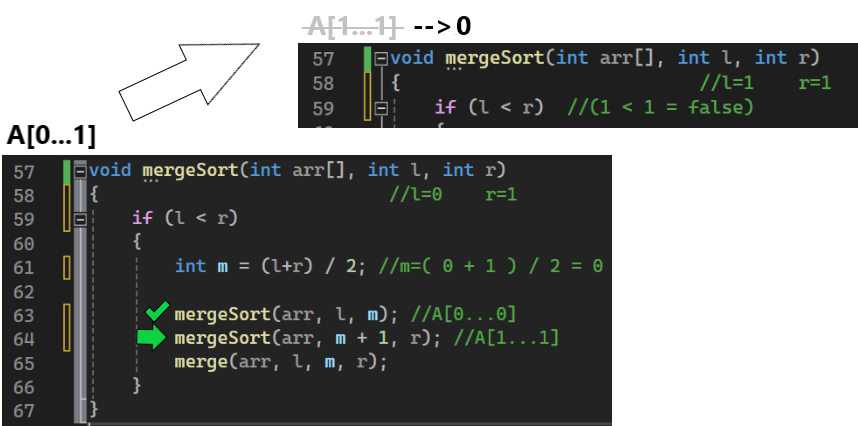 A[1...1] --> 0
57 void mergeSort(int arr[], int l, int r)
58 { //l=1 r=1
59 if (l < r) //(1 < 1 = false)
A[0...1]
57 void mergeSort(int arr[], int l, int r)
58 { //l=0 r=1
59 if (l < r)
60 {
61 int m = (l+r) / 2; //m=( 0 + 1 ) / 2 = 0
62
63 mergeSort(arr, l, m); //A[0...0]
64 mergeSort(arr, m + 1, r); //A[1...1]
65 merge(arr, l, m, r);
66 }
67 }